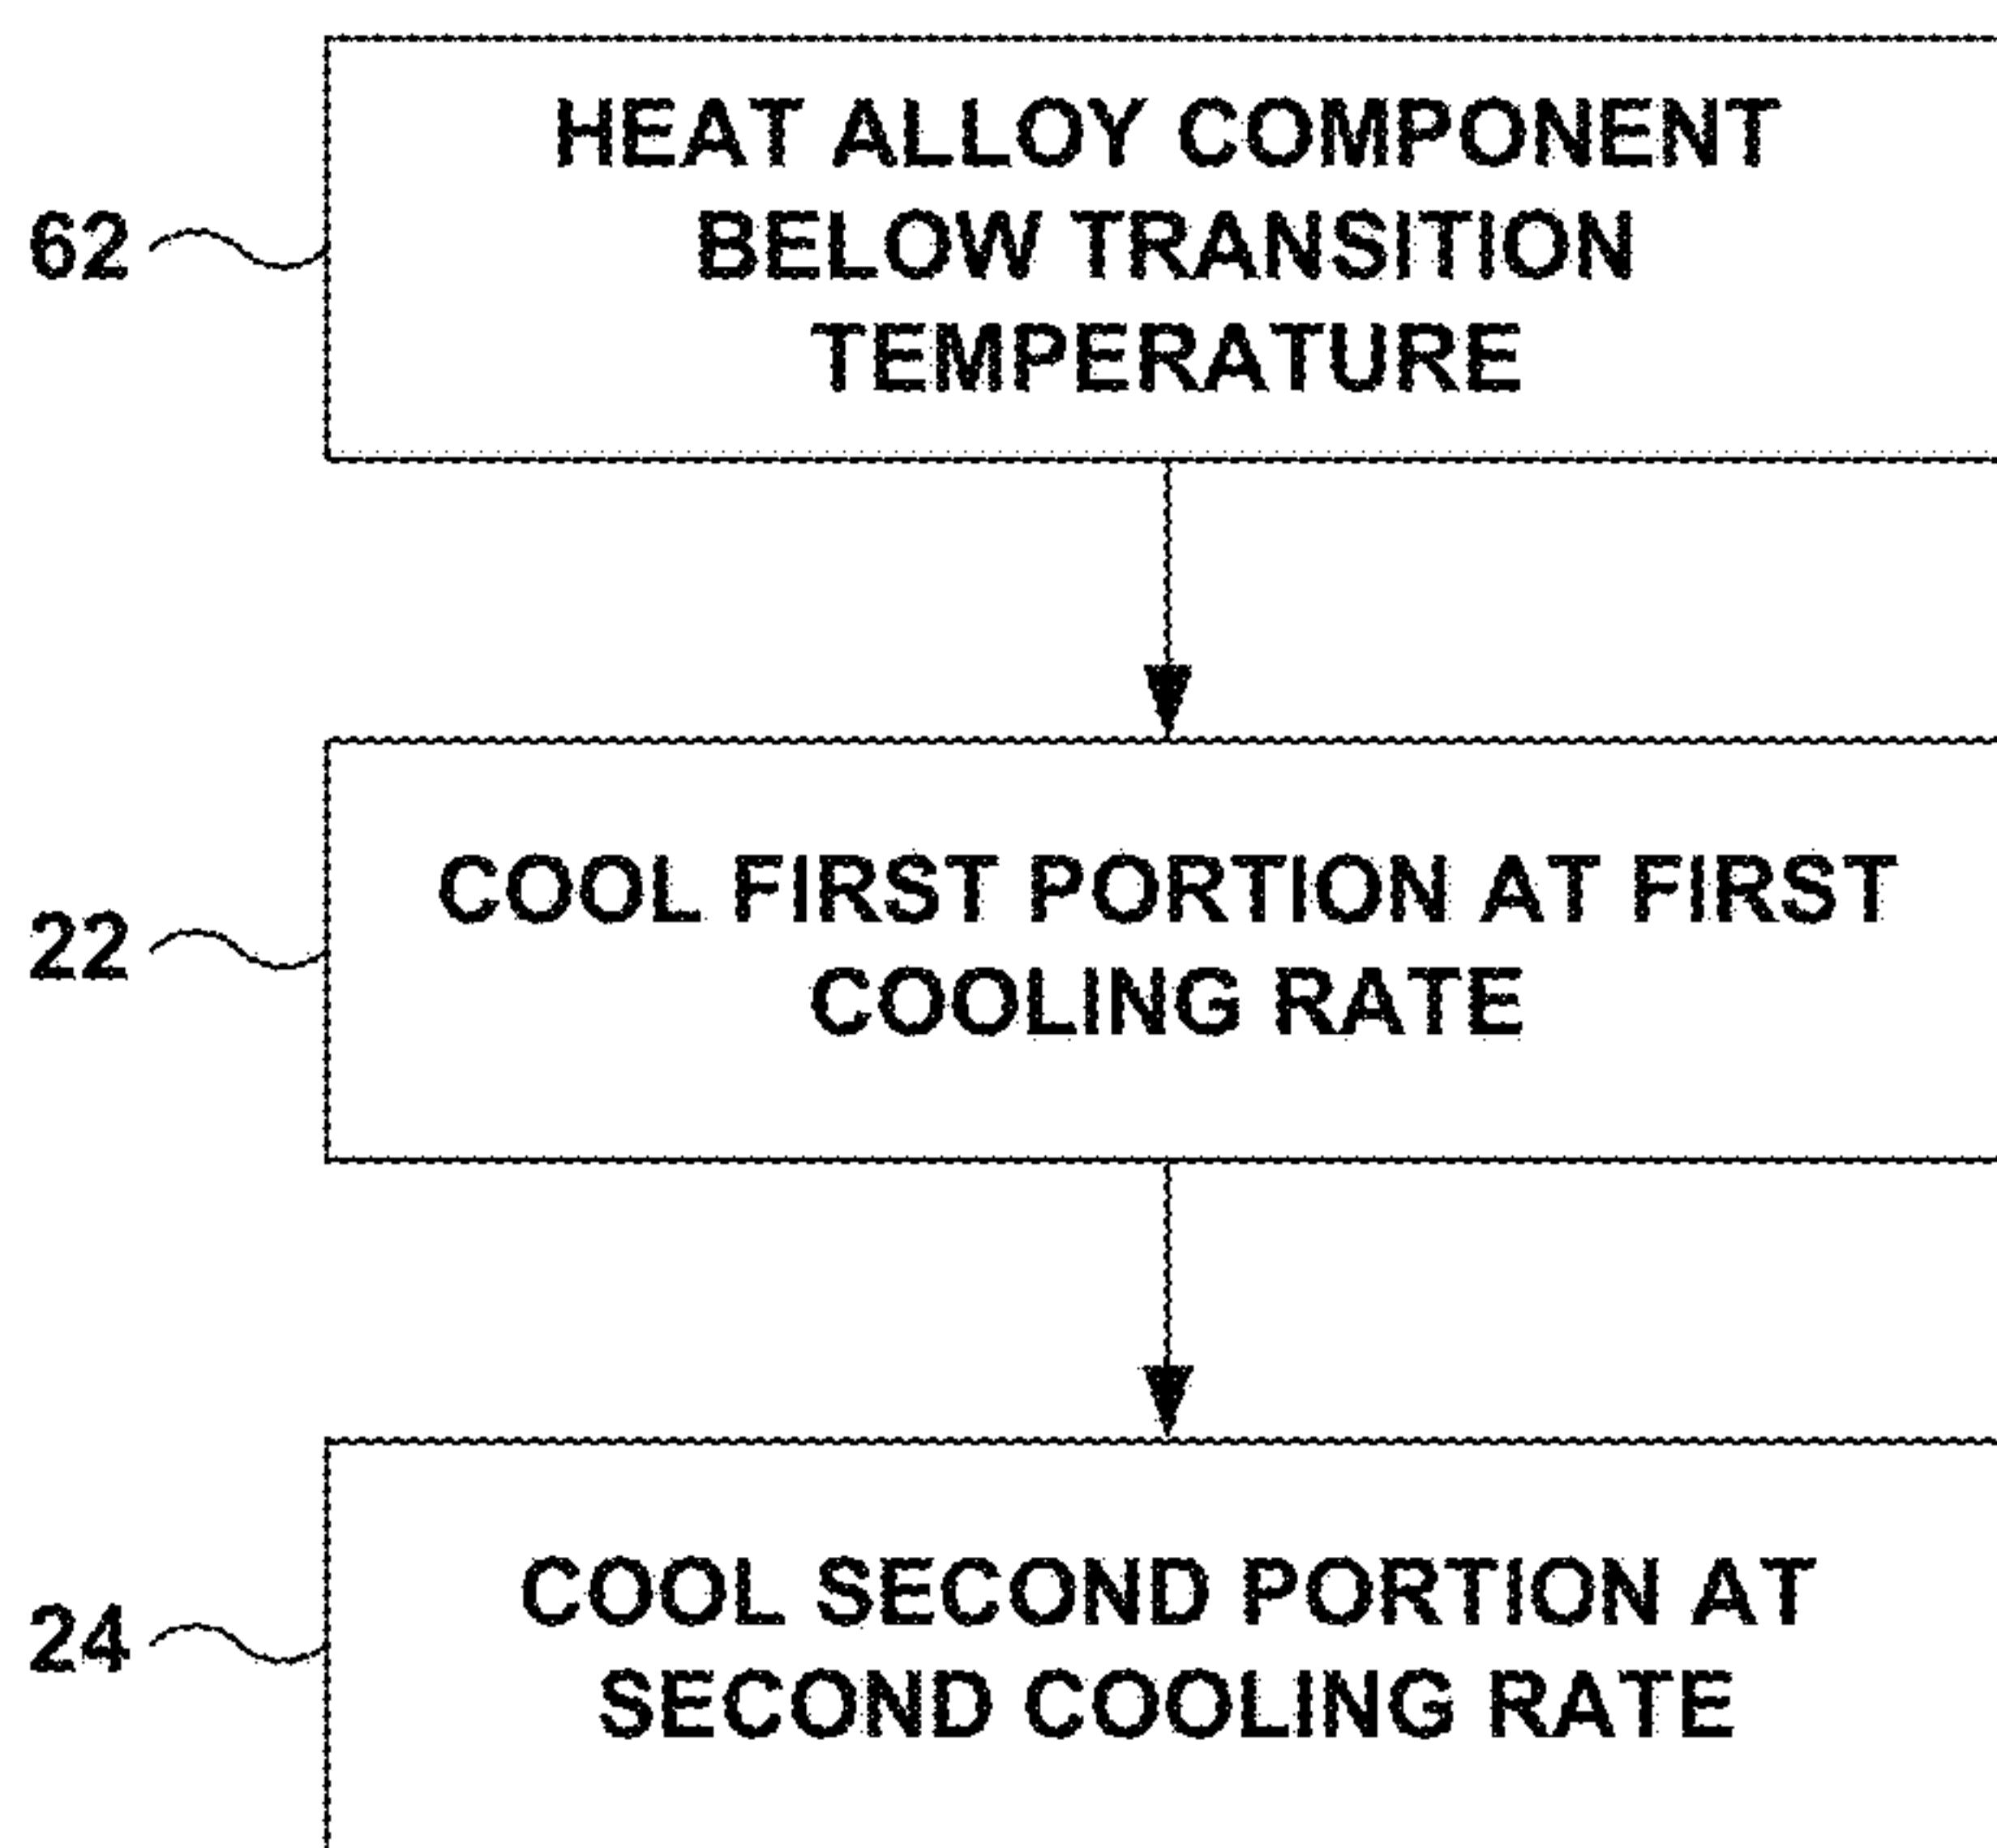 HEAT ALLOY COMPONENT
BELOW TRANSITION
TEMPERATURE
62
COOL FIRST PORTION AT FIRST
COOLING RATE
22
COOL SECOND PORTION AT
SECOND COOLING RATE
24